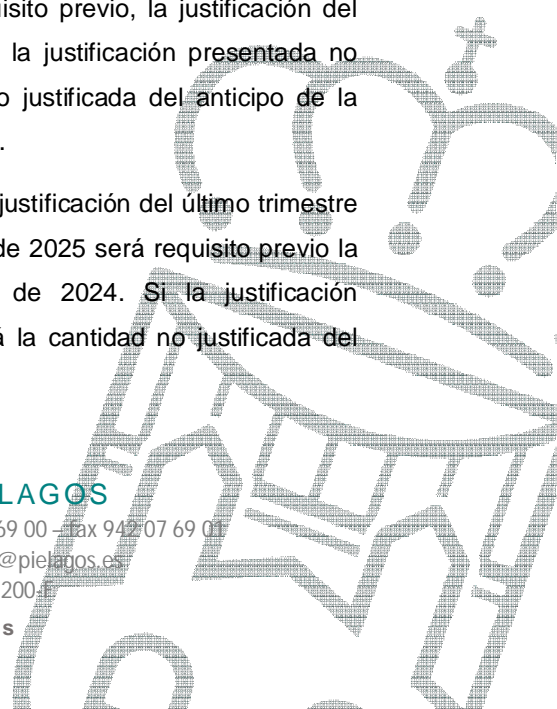 uisito previo, la justificación del
la justificación presentada no
o justificada del anticipo de la
.
justificación del último trimestre
de 2025 será requisito previo la
de 2024. Si la justificación
á la cantidad no justificada del
LAGOS
69 00 – fax 942 07 69 01
@pielagos.es
200-F
s